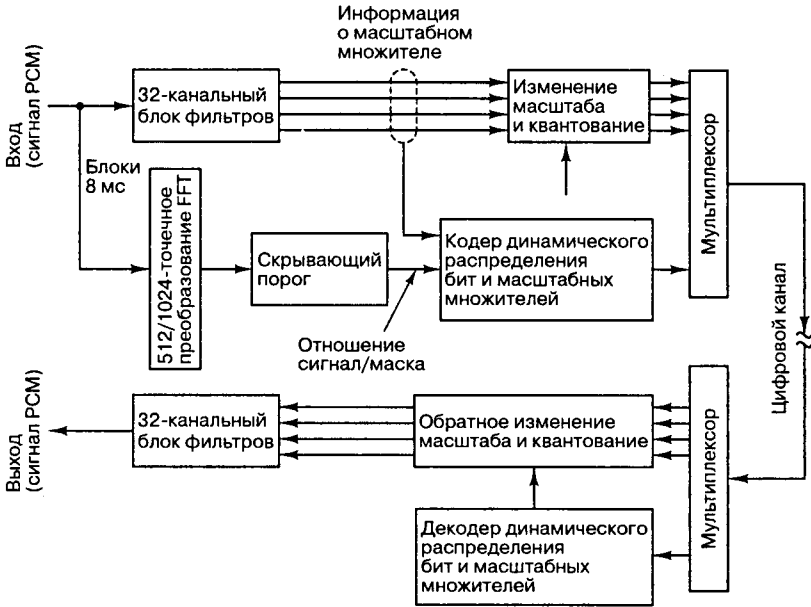 Информация
о масштабном
множителе
Вход
(сигнал PCM)
32-канальный
блок фильтров
Изменение
масштаба
и квантование
Мультиплексор
Блоки
8 мс
512/1024-точечное
преобразование FFT
Скрывающий
порог
Кодер динамического
распределения
бит и масштабных
множителей
Отношение
сигнал/маска
Цифровой канал
Выход
(сигнал PCM)
32-канальный
блок фильтров
Обратное изменение
масштаба и квантование
Мультиплексор
Декодер динамического
распределения
бит и масштабных
множителей